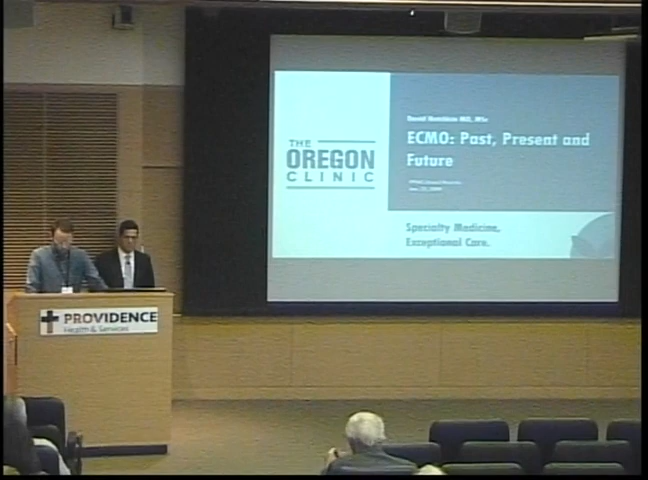 THE
OREGON
CLINIC
ECMO: Past, Present and
Future
Specialty Medicine,
Exceptional Care.
PROVIDENCE
Health & Services